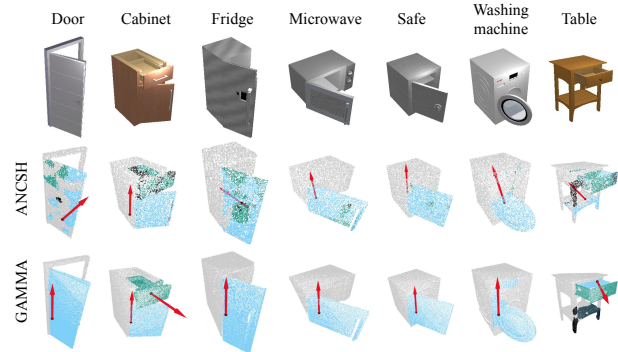 Door Cabinet Fridge Microwave Safe Washing machine Table
ANCSH
GAMMA